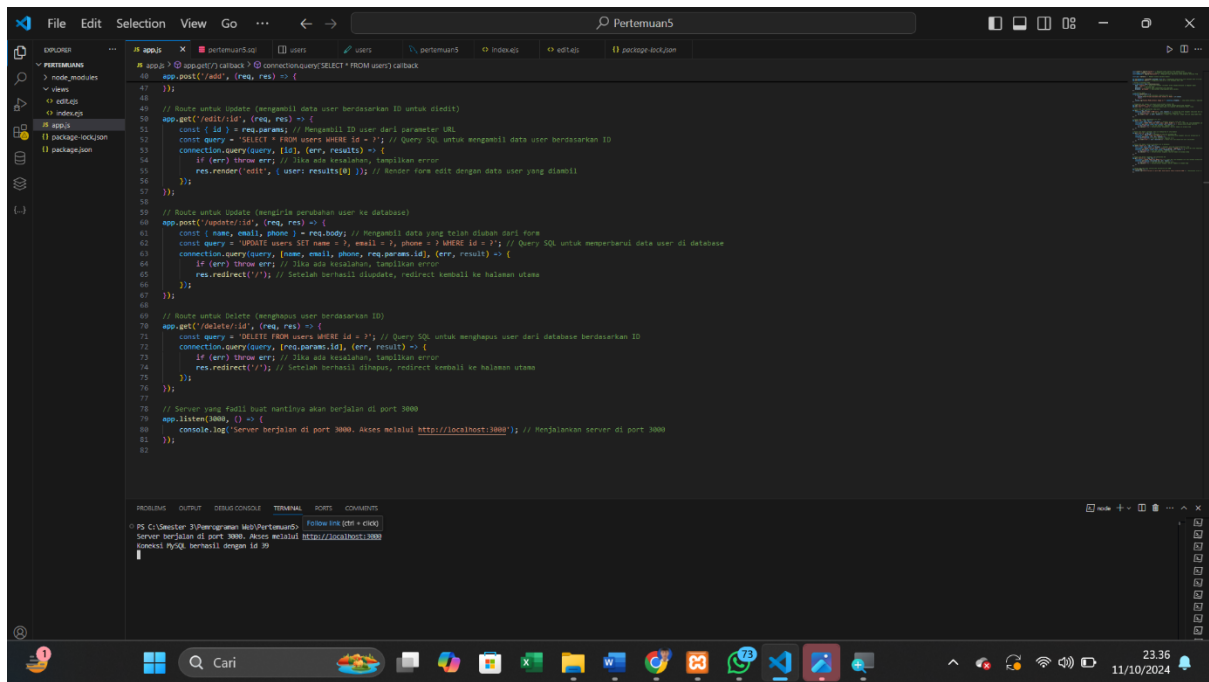 File Edit Selection View Go ··· Pertemuan5
EXPLORER ···
PERTEMUAN5
node_modules
views
edit.ejs
index.ejs
JS app.js
{} package-lock.json
{} package.json
JS app.js pertemuan5.sql users users pertemuan5 index.ejs edit.ejs {} package-lock.json
JS app.js > app.get('/') callback > connection.query('SELECT * FROM users') callback
40 app.post('/add', (req, res) => {
47 });
48
49 // Route untuk Update (mengambil data user berdasarkan ID untuk diedit)
50 app.get('/edit/:id', (req, res) => {
51 const { id } = req.params; // Mengambil ID user dari parameter URL
52 const query = 'SELECT * FROM users WHERE id = ?'; // Query SQL untuk mengambil data user berdasarkan ID
53 connection.query(query, [id], (err, results) => {
54 if (err) throw err; // Jika ada kesalahan, tampilkan error
55 res.render('edit', { user: results[0] }); // Render form edit dengan data user yang diambil
56 });
57 });
58
59 // Route untuk Update (mengirim perubahan user ke database)
60 app.post('/update/:id', (req, res) => {
61 const { name, email, phone } = req.body; // Mengambil data yang telah diubah dari form
62 const query = 'UPDATE users SET name = ?, email = ?, phone = ? WHERE id = ?'; // Query SQL untuk memperbarui data user di database
63 connection.query(query, [name, email, phone, req.params.id], (err, result) => {
64 if (err) throw err; // Jika ada kesalahan, tampilkan error
65 res.redirect('/'); // Setelah berhasil diupdate, redirect kembali ke halaman utama
66 });
67 });
68
69 // Route untuk Delete (menghapus user berdasarkan ID)
70 app.get('/delete/:id', (req, res) => {
71 const query = 'DELETE FROM users WHERE id = ?'; // Query SQL untuk menghapus user dari database berdasarkan ID
72 connection.query(query, [req.params.id], (err, result) => {
73 if (err) throw err; // Jika ada kesalahan, tampilkan error
74 res.redirect('/'); // Setelah berhasil dihapus, redirect kembali ke halaman utama
75 });
76 });
77
78 // Server yang fadli buat nantinya akan berjalan di port 3000
79 app.listen(3000, () => {
80 console.log('Server berjalan di port 3000. Akses melalui http://localhost:3000'); // Menjalankan server di port 3000
81 });
82
PROBLEMS OUTPUT DEBUG CONSOLE TERMINAL PORTS COMMENTS node
PS C:\Smester 3\Pemrograman Web\Pertemuan5> Follow link (ctrl + click)
Server berjalan di port 3000. Akses melalui http://localhost:3000
Koneksi MySQL berhasil dengan id 39
1 Cari 73 23.36
11/10/2024